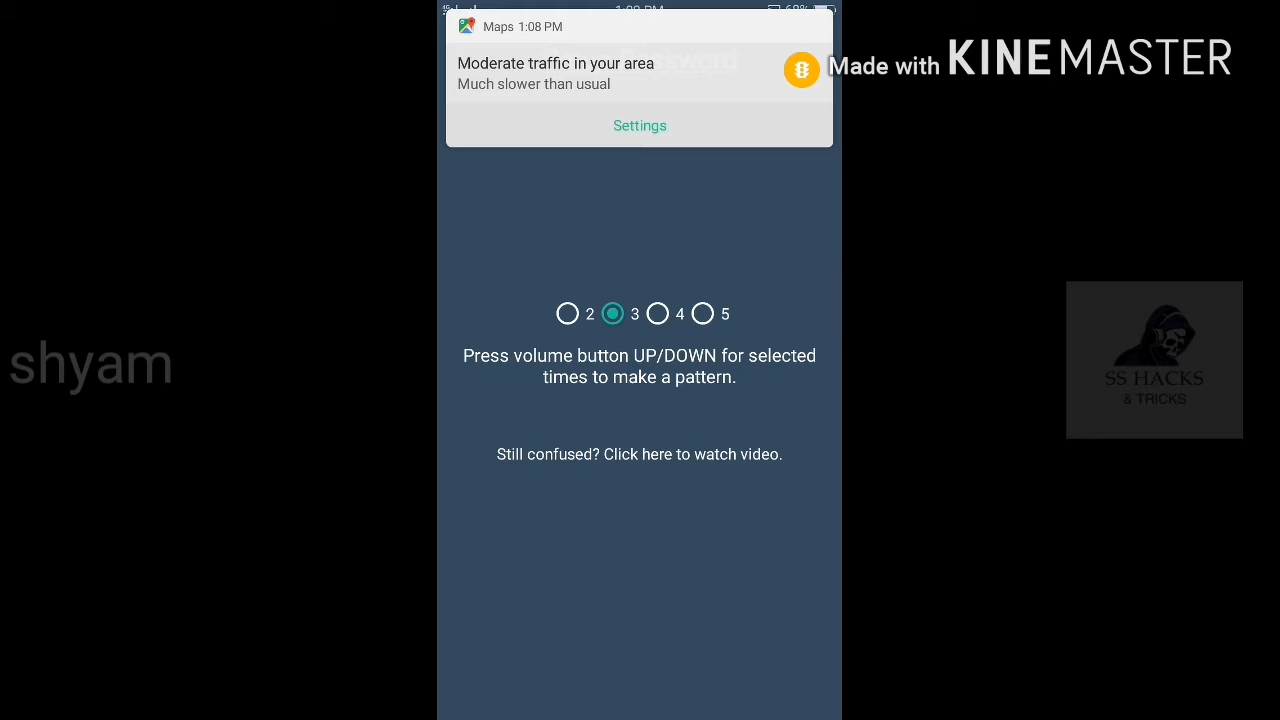 Maps 1:08 PM
Moderate traffic in your area
Much slower than usual
Settings
Made with KINEMASTER
2 3 4 5
Press volume button UP/DOWN for selected
times to make a pattern.
Still confused? Click here to watch video.
shyam
SS HACKS
& TRICKS